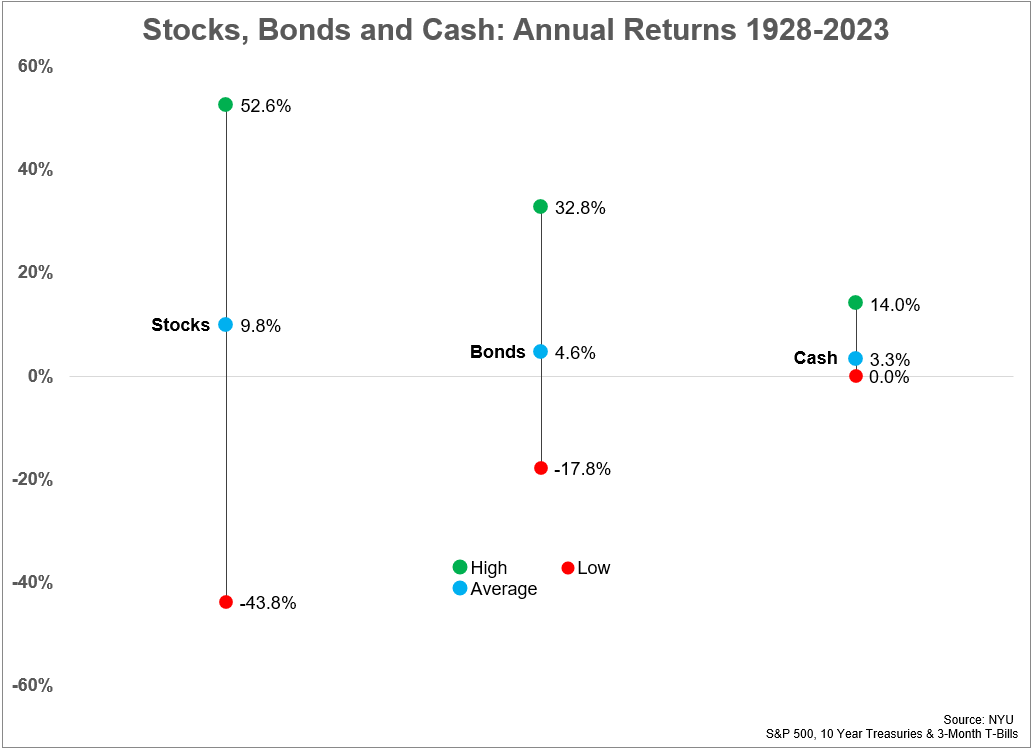 Stocks, Bonds and Cash: Annual Returns 1928-2023
60%
52.6%
40%
32.8%
20%
14.0%
Stocks 9.8%
Bonds 4.6%
Cash 3.3%
0%
0.0%
-17.8%
-20%
High Low
Average
-40%
-43.8%
-60%
Source: NYU
S&P 500, 10 Year Treasuries & 3-Month T-Bills